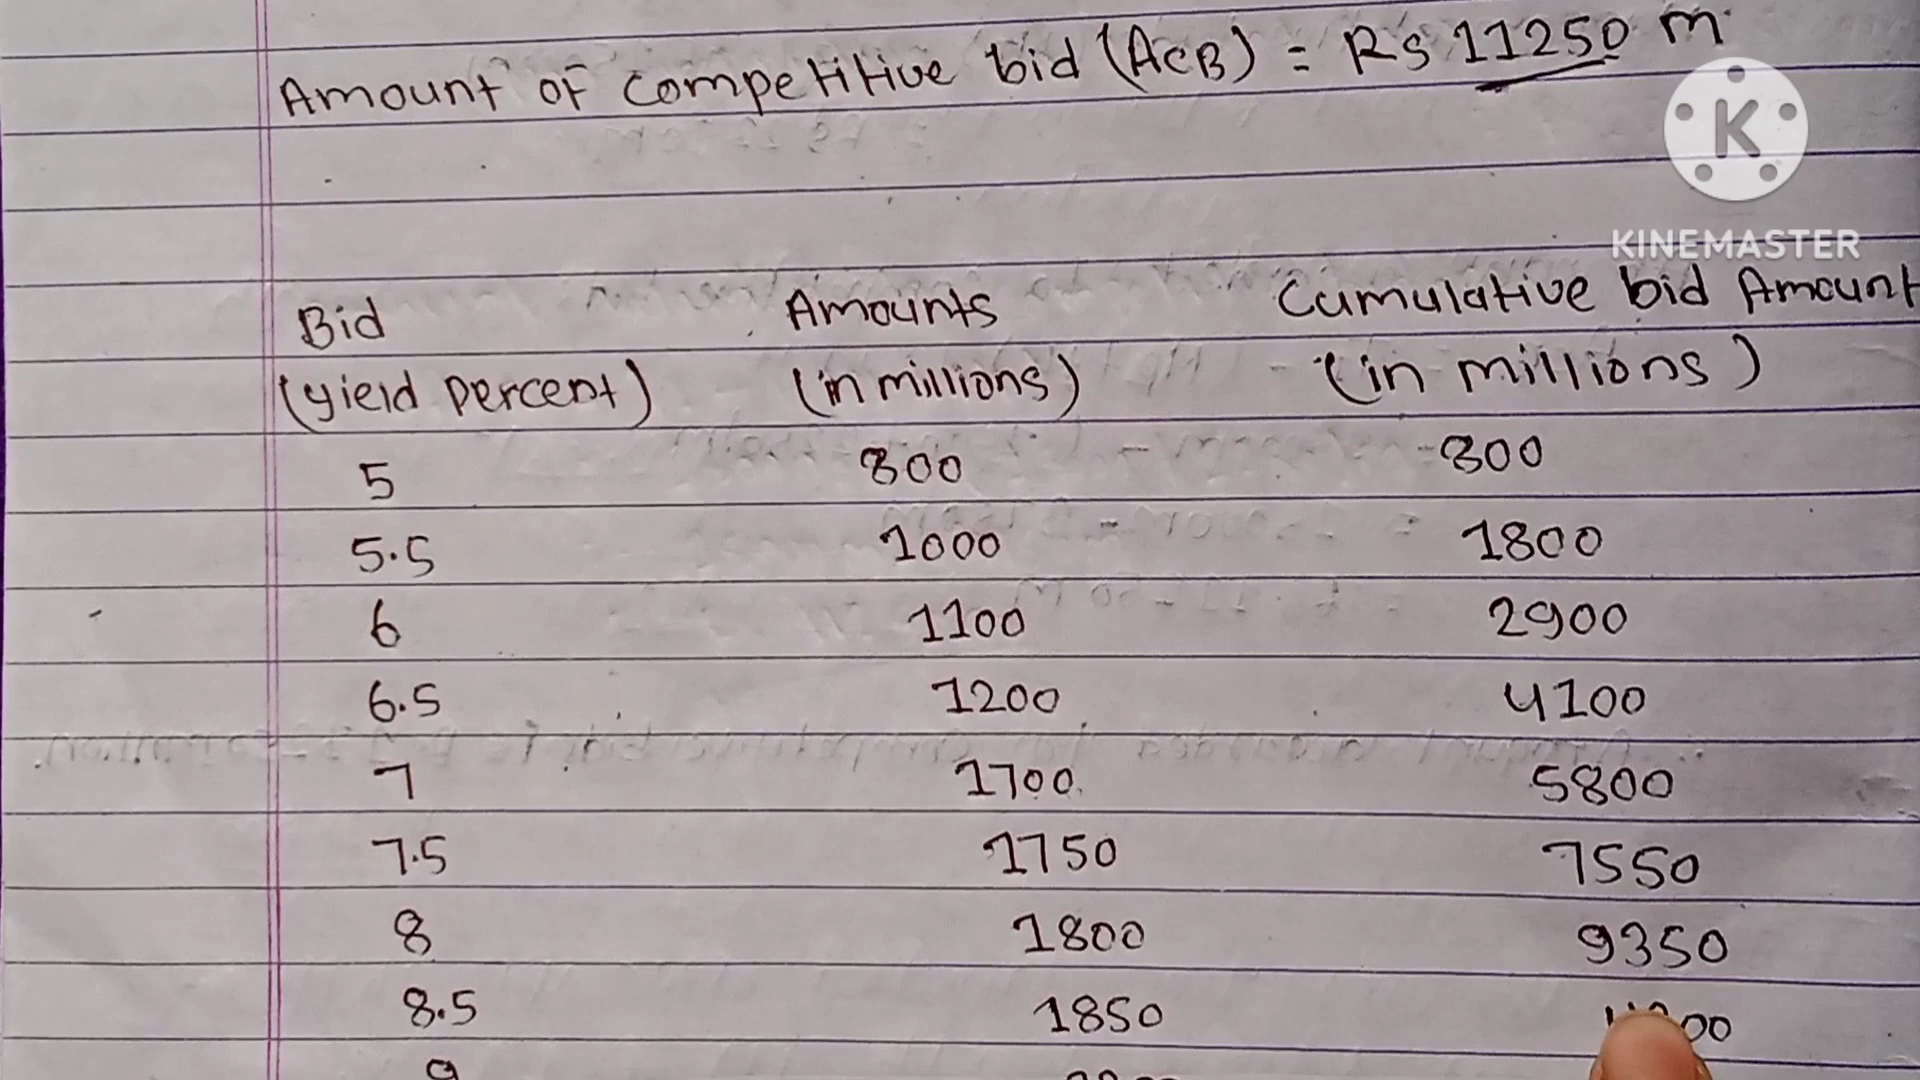 Amount of competitive bid (ACB) = Rs 11250 m
K
KINEMASTER
Bid Amounts Cumulative bid Amount
(yield percent) (in millions) (in millions)
5 800 800
5.5 1000 1800
6 1100 2900
6.5 1200 4100
7 1700 5800
7.5 1750 7550
8 1800 9350
8.5 1850
9